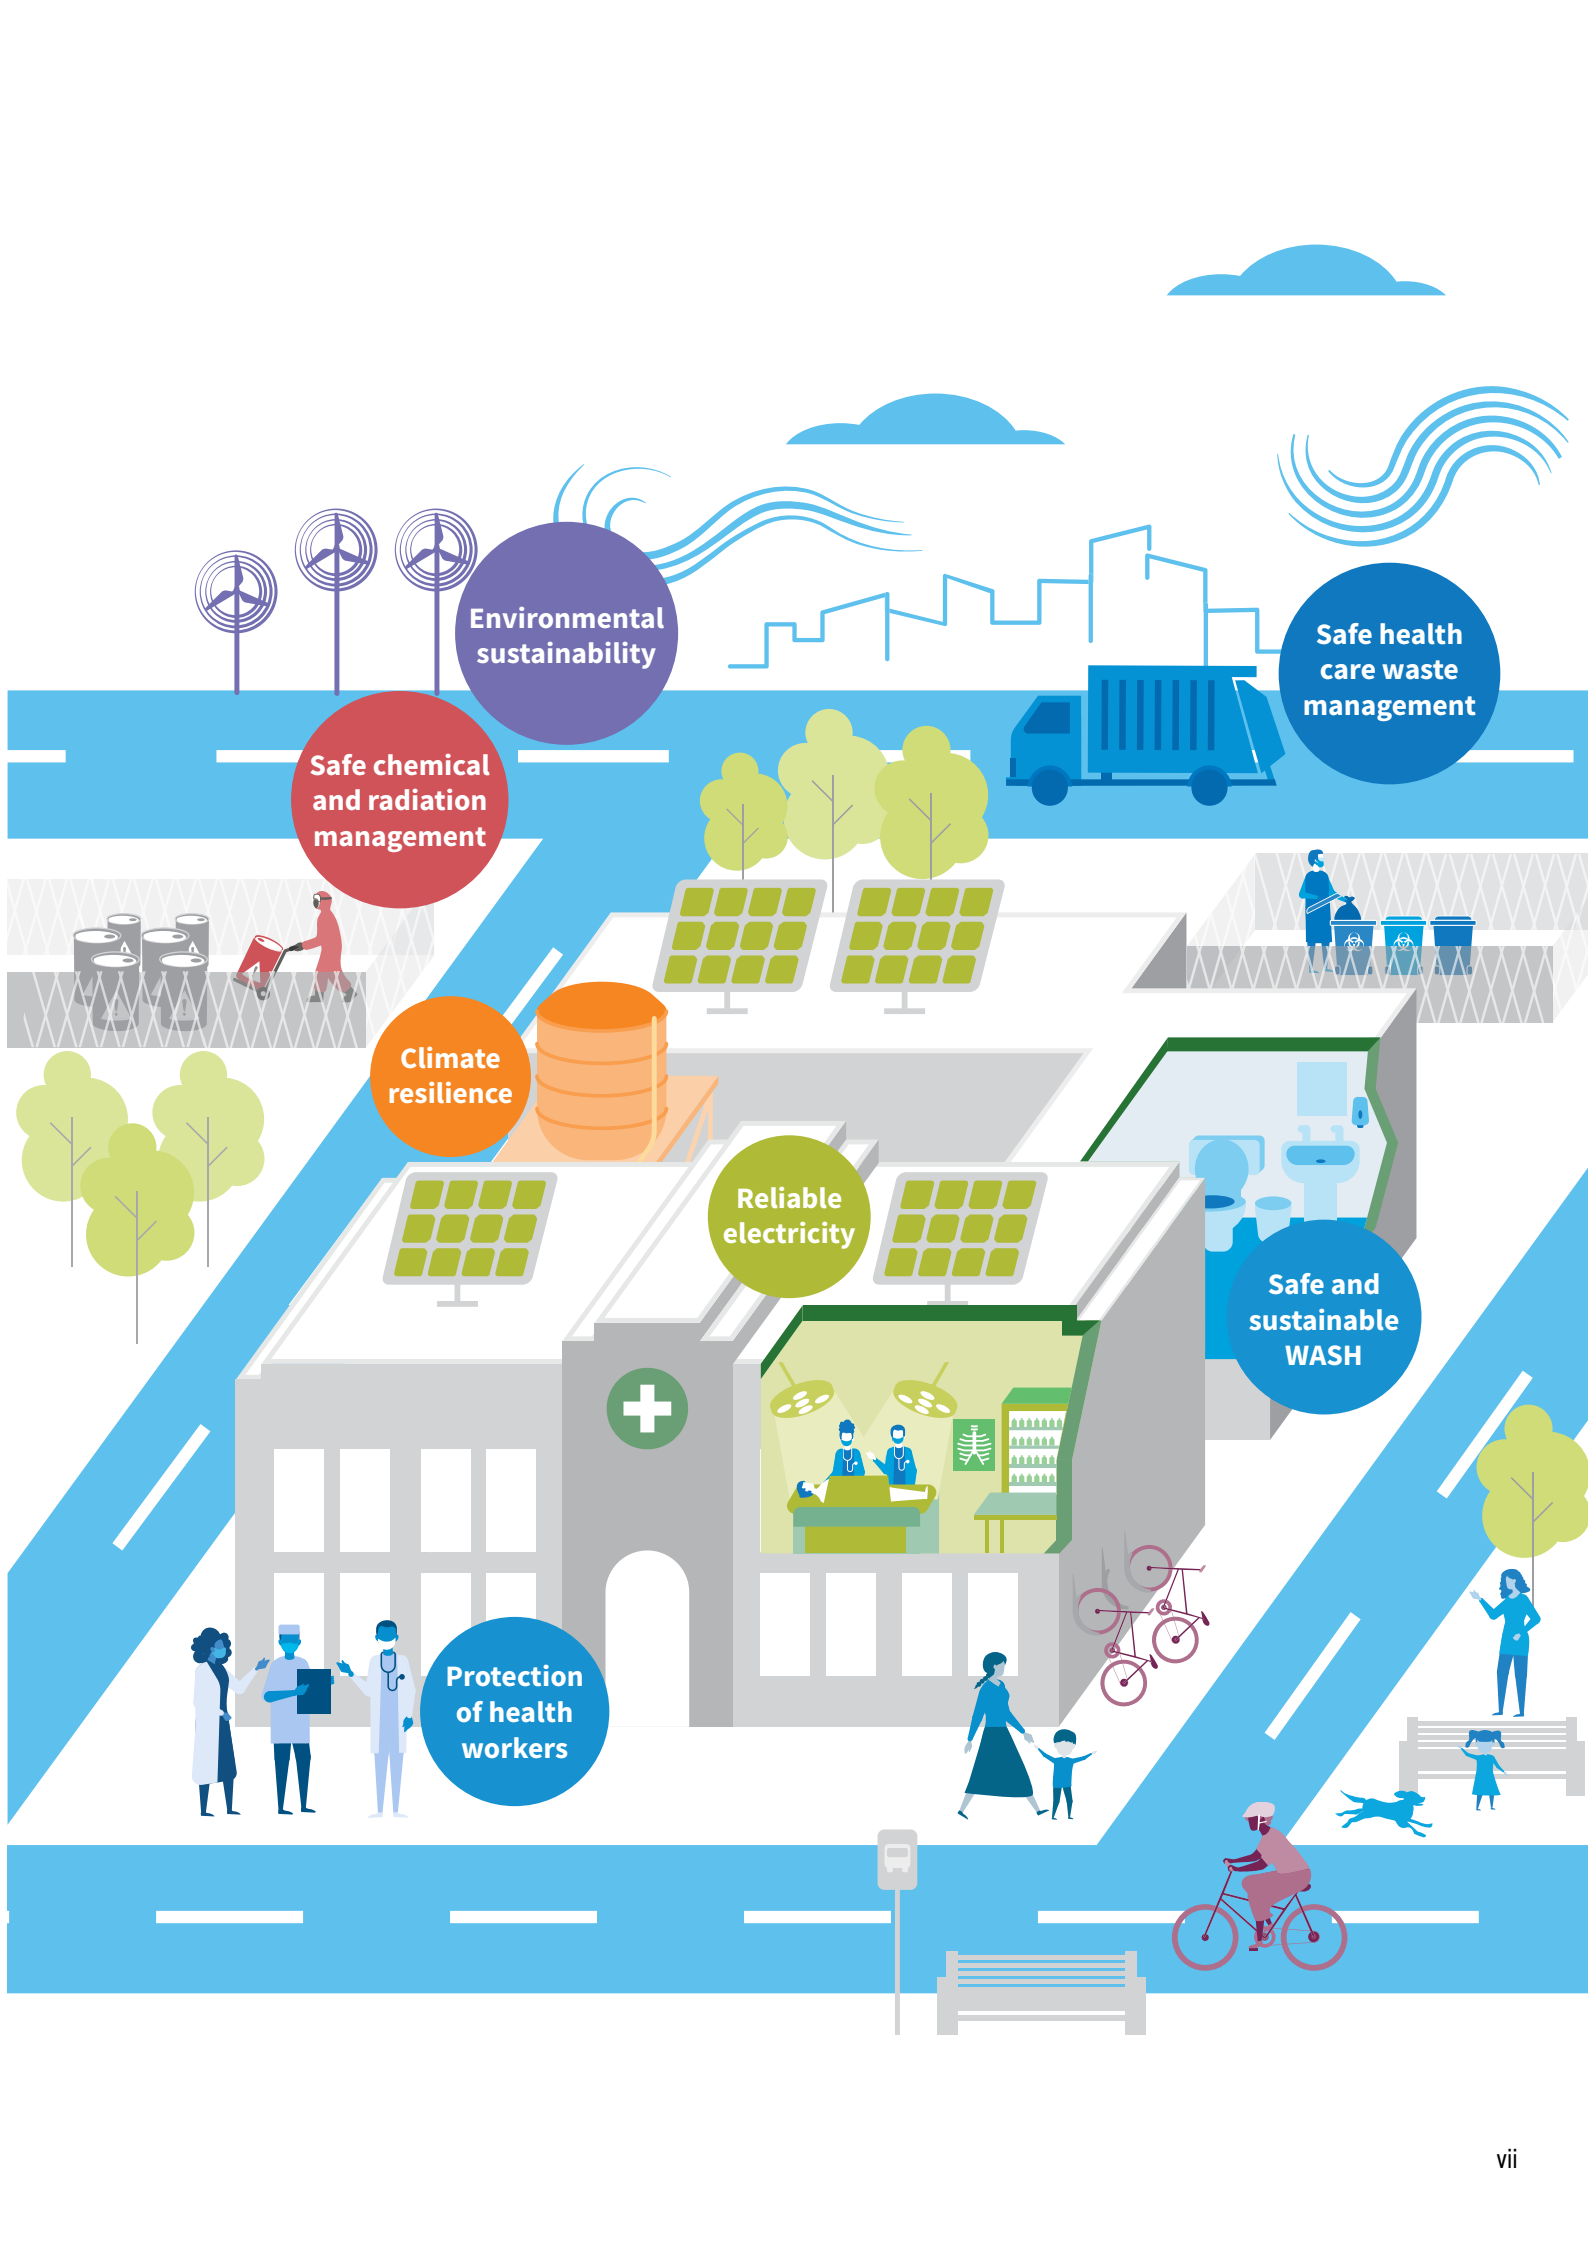 Environmental
sustainability
Safe health
care waste
management
Safe chemical
and radiation
management
Climate
resilience
Reliable
electricity
Safe and
sustainable
WASH
Protection
of health
workers
vii